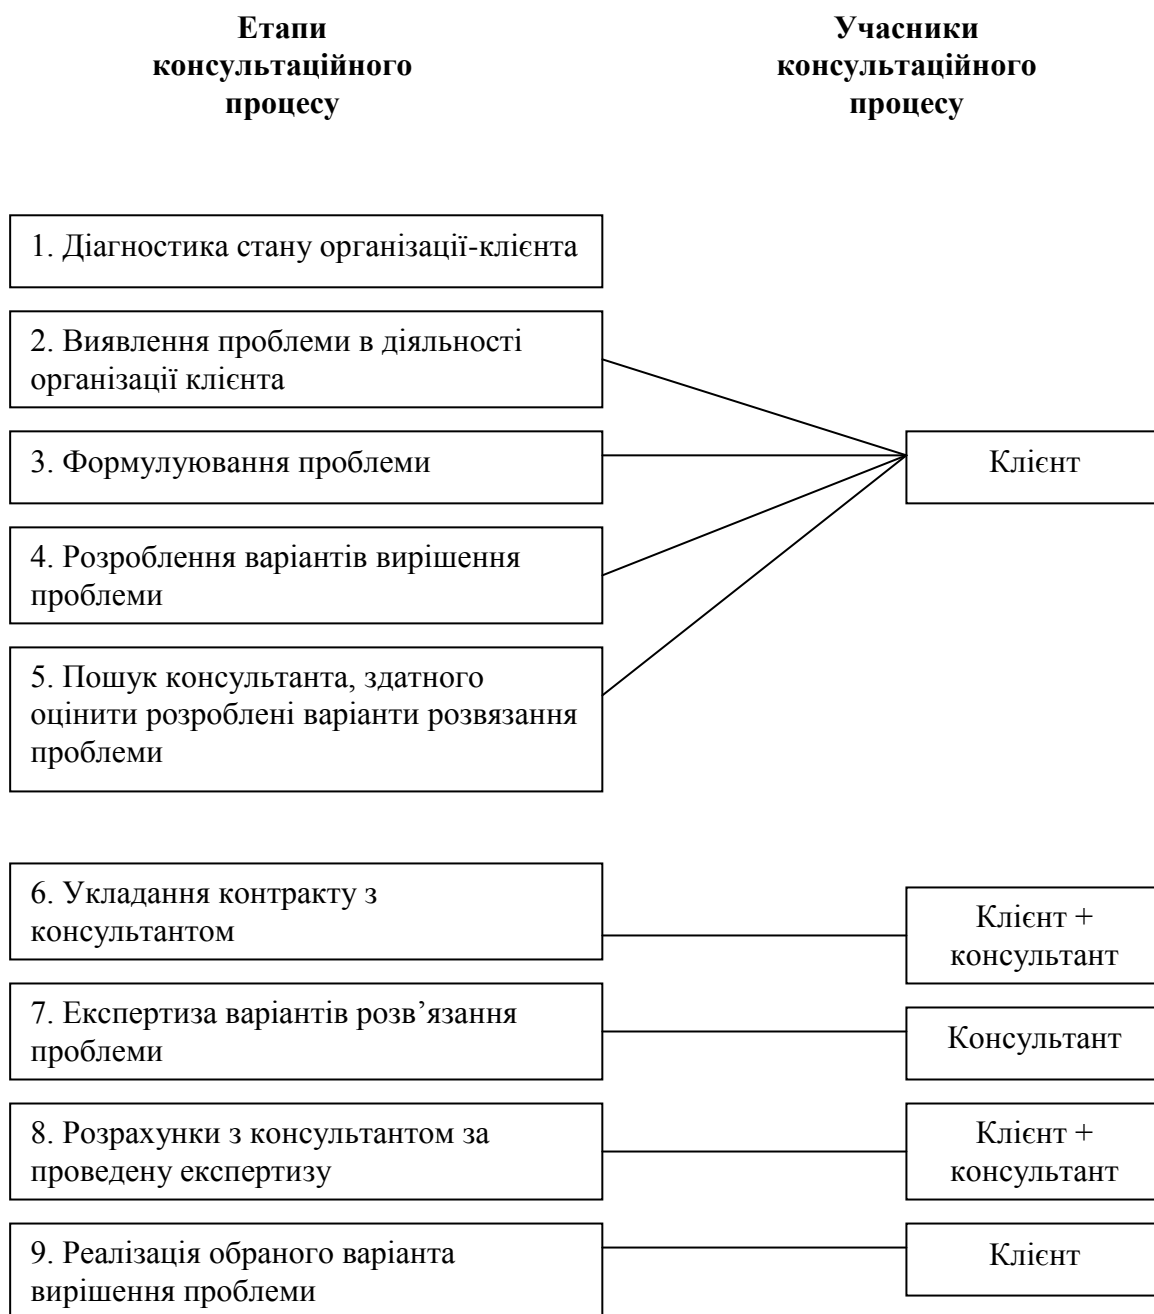 Етапи
консультаційного
процесу
Учасники
консультаційного
процесу
1. Діагностика стану організації-клієнта
2. Виявлення проблеми в діяльності
організації клієнта
3. Формулуювання проблеми
Клієнт
4. Розроблення варіантів вирішення
проблеми
5. Пошук консультанта, здатного
оцінити розроблені варіанти розвязання
проблеми
6. Укладання контракту з
консультантом
Клієнт +
консультант
7. Експертиза варіантів розв’язання
проблеми
Консультант
8. Розрахунки з консультантом за
проведену експертизу
Клієнт +
консультант
9. Реалізація обраного варіанта
вирішення проблеми
Клієнт